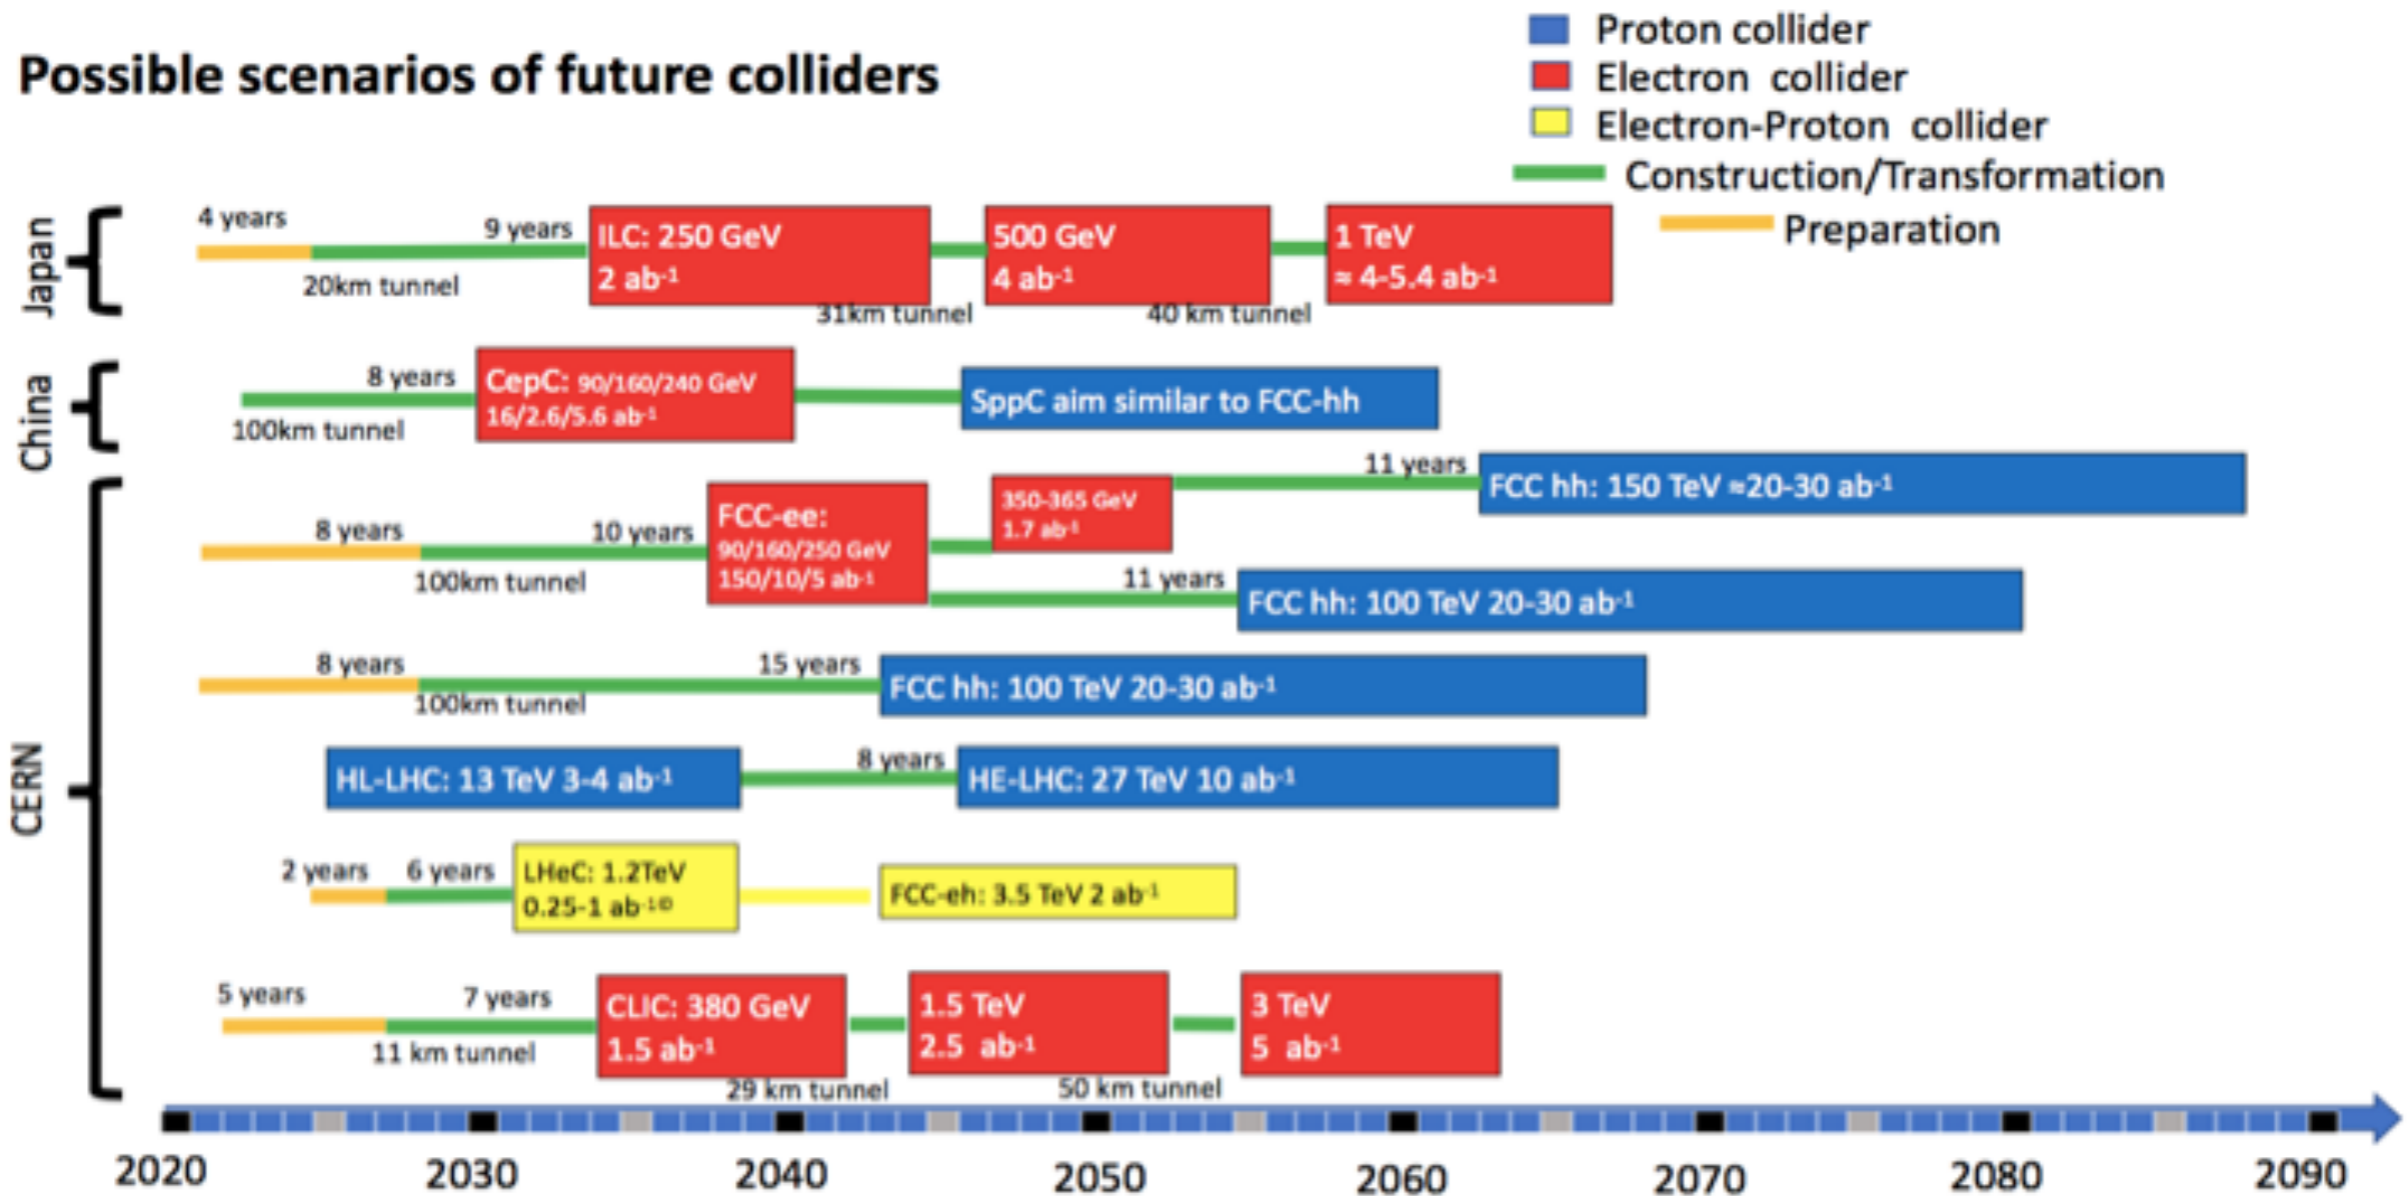 Possible scenarios of future colliders
Proton collider
Electron  collider
Electron-Proton  collider
Construction/Transformation
Preparation
Japan
4 years
9 years
20km tunnel
ILC: 250 GeV
2 ab-1
31km tunnel
500 GeV
4 ab-1
40 km tunnel
1 TeV
≈ 4-5.4 ab-1
China
8 years
100km tunnel
CepC: 90/160/240 GeV
16/2.6/5.6 ab-1
SppC aim similar to FCC-hh
CERN
8 years
10 years
100km tunnel
FCC-ee:
90/160/250 GeV
150/10/5 ab-1
350-365 GeV
1.7 ab-1
11 years
FCC hh: 150 TeV ≈20-30 ab-1
11 years
FCC hh: 100 TeV 20-30 ab-1
8 years
15 years
100km tunnel
FCC hh: 100 TeV 20-30 ab-1
HL-LHC: 13 TeV 3-4 ab-1
8 years
HE-LHC: 27 TeV 10 ab-1
2 years
6 years
LHeC: 1.2TeV
0.25-1 ab-1
FCC-eh: 3.5 TeV 2 ab-1
5 years
7 years
11 km tunnel
CLIC: 380 GeV
1.5 ab-1
29 km tunnel
1.5 TeV
2.5  ab-1
50 km tunnel
3 TeV
5  ab-1
2020
2030
2040
2050
2060
2070
2080
2090